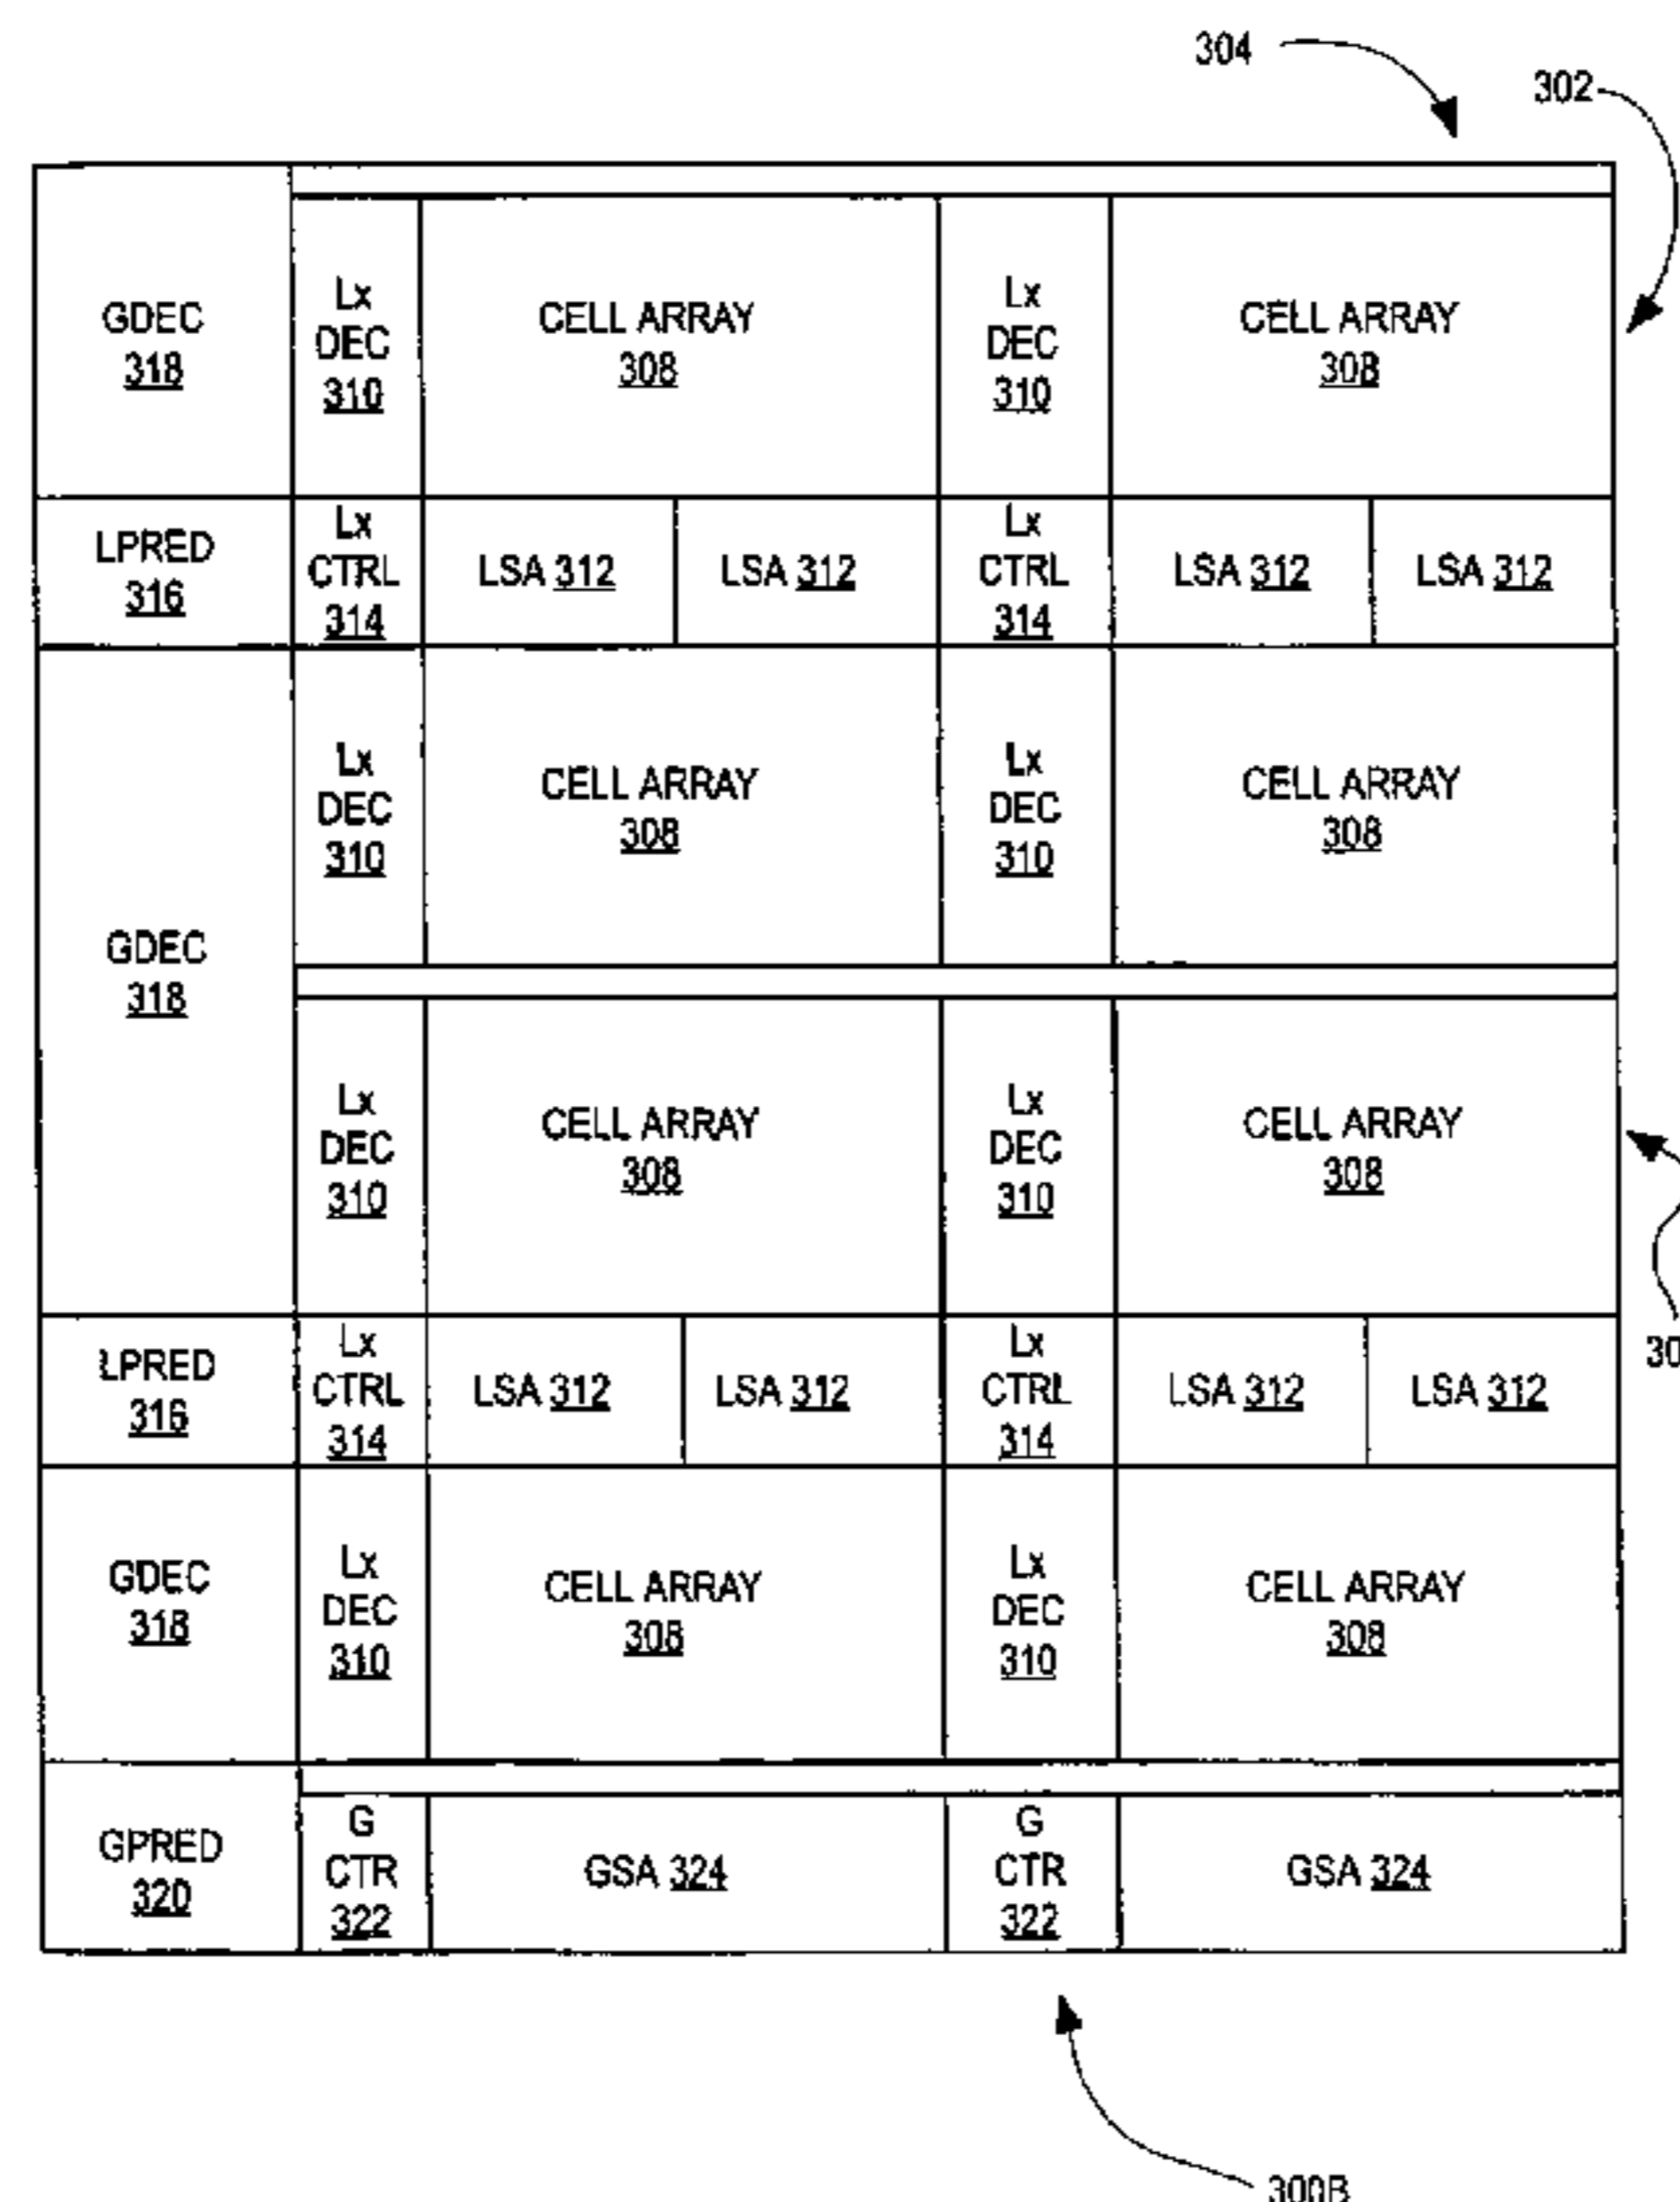 304
302
GDEC
318
Lx
DEC
310
CELL ARRAY
308
Lx
DEC
310
CELL ARRAY
308
LPRED
316
Lx
CTRL
314
LSA 312
LSA 312
Lx
CTRL
314
LSA 312
LSA 312
GDEC
318
Lx
DEC
310
CELL ARRAY
308
Lx
DEC
310
CELL ARRAY
308
Lx
DEC
310
CELL ARRAY
308
Lx
DEC
310
CELL ARRAY
308
30
LPRED
316
Lx
CTRL
314
LSA 312
LSA 312
Lx
CTRL
314
LSA 312
LSA 312
GDEC
318
Lx
DEC
310
CELL ARRAY
308
Lx
DEC
310
CELL ARRAY
308
GPRED
320
G
CTR
322
GSA 324
G
CTR
322
GSA 324
300B